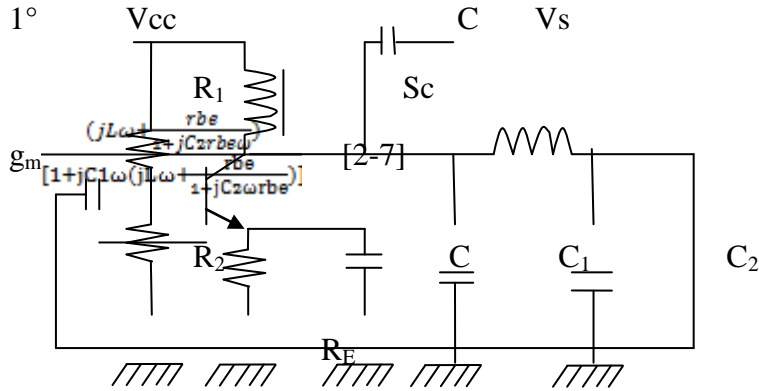 1° Vcc C Vs
R₁ Sc
(jLω+ rbe/1+jC2rbeω)
gₘ [2-7]
[1+jC1ω(jLω+ rbe/1+jC2ωrbe)]
R₂ C C₁ C₂
R_E